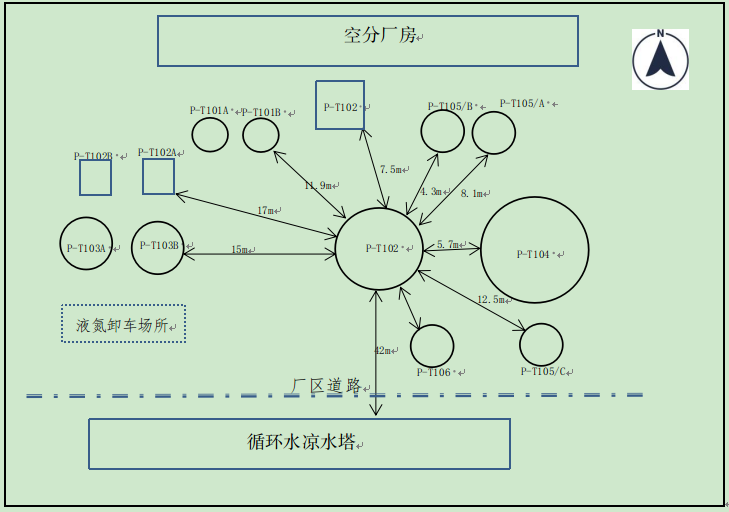 空分厂房
N
P-T101A
P-T101B
P-T102
P-T105/B
P-T105/A
P-T102B
P-T102A
7.5m
11.9m
4.3m
8.1m
17m
P-T103A
P-T103B
15m
P-T102
5.7m
P-T104
12.5m
液氮卸车场所
42m
P-T106
P-T105/C
厂区道路
循环水凉水塔